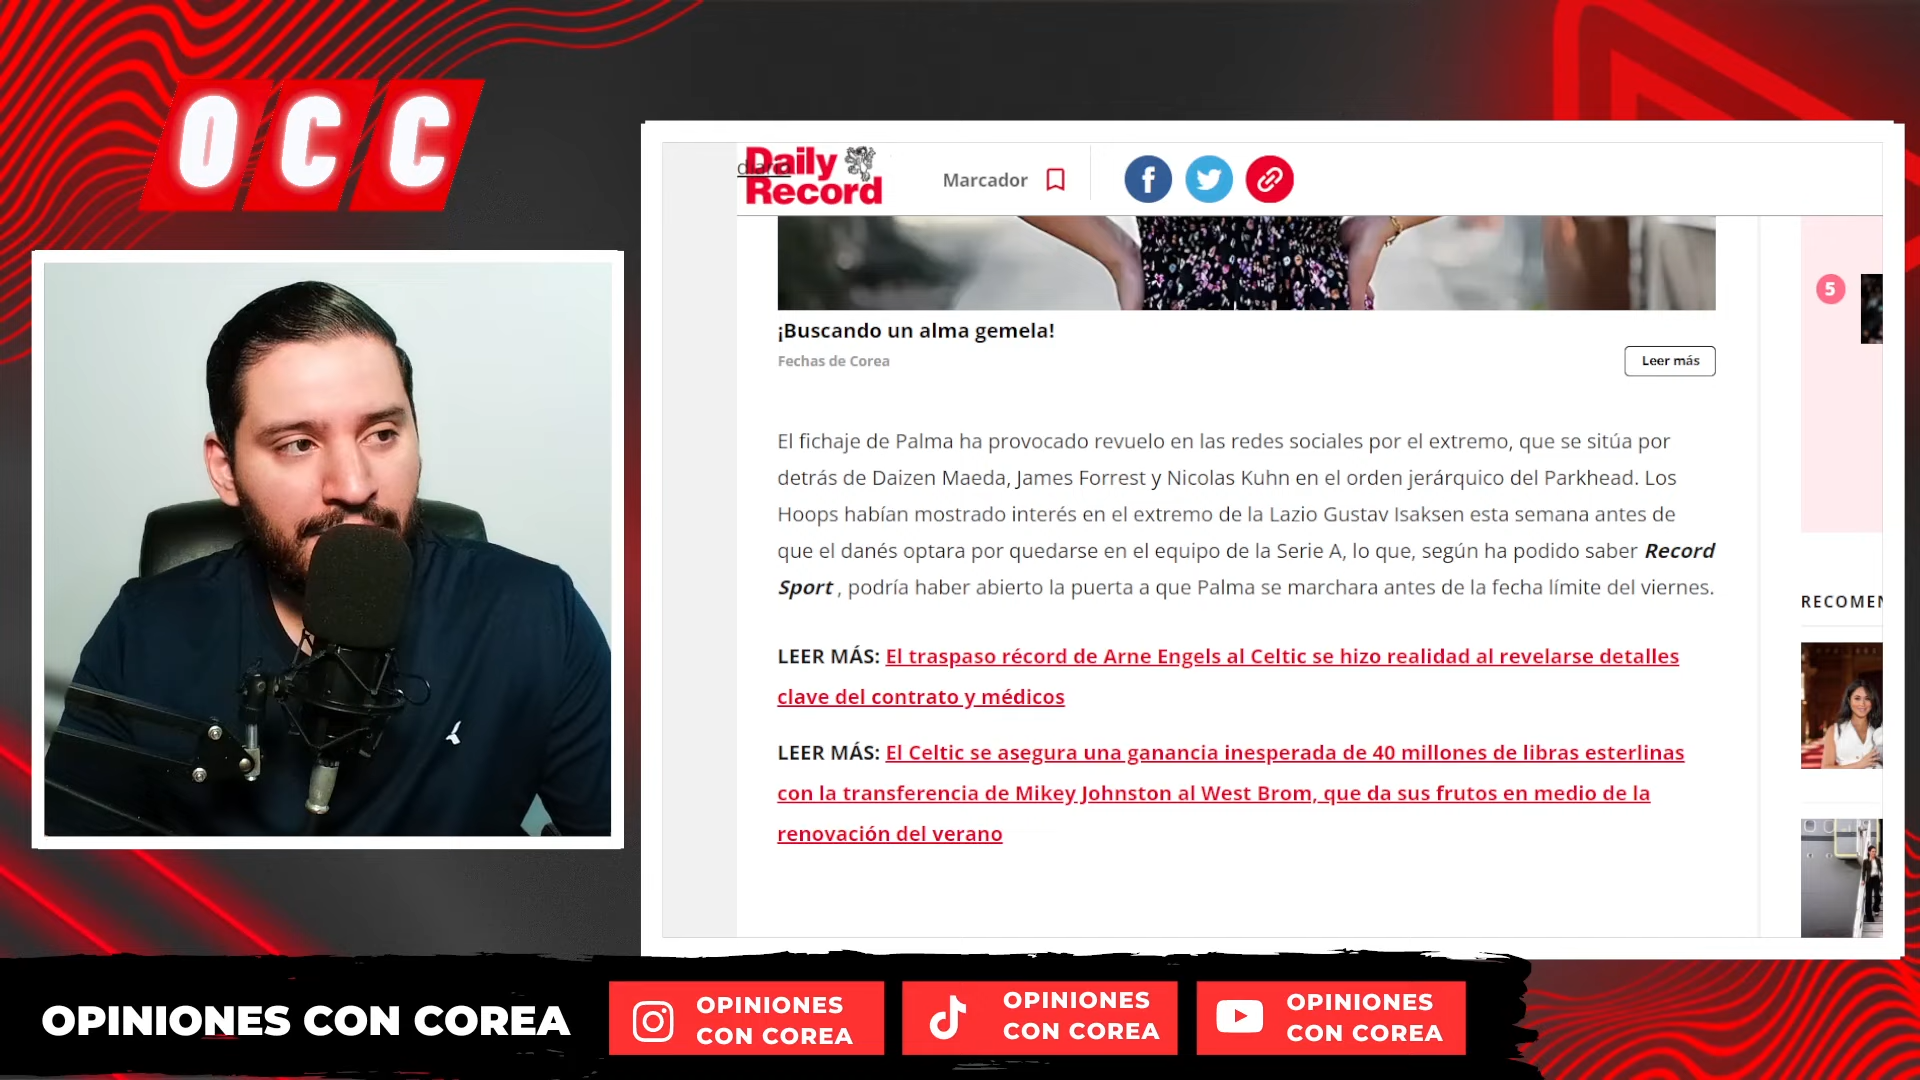 OCC
diario
Daily
Record
Marcador
5
¡Buscando un alma gemela!
Fechas de Corea
Leer más
El fichaje de Palma ha provocado revuelo en las redes sociales por el extremo, que se sitúa por
detrás de Daizen Maeda, James Forrest y Nicolas Kuhn en el orden jerárquico del Parkhead. Los
Hoops habían mostrado interés en el extremo de la Lazio Gustav Isaksen esta semana antes de
que el danés optara por quedarse en el equipo de la Serie A, lo que, según ha podido saber Record
Sport , podría haber abierto la puerta a que Palma se marchara antes de la fecha límite del viernes.
LEER MÁS: El traspaso récord de Arne Engels al Celtic se hizo realidad al revelarse detalles
clave del contrato y médicos
LEER MÁS: El Celtic se asegura una ganancia inesperada de 40 millones de libras esterlinas
con la transferencia de Mikey Johnston al West Brom, que da sus frutos en medio de la
renovación del verano
RECOMEN
OPINIONES CON COREA
OPINIONES
CON COREA
OPINIONES
CON COREA
OPINIONES
CON COREA